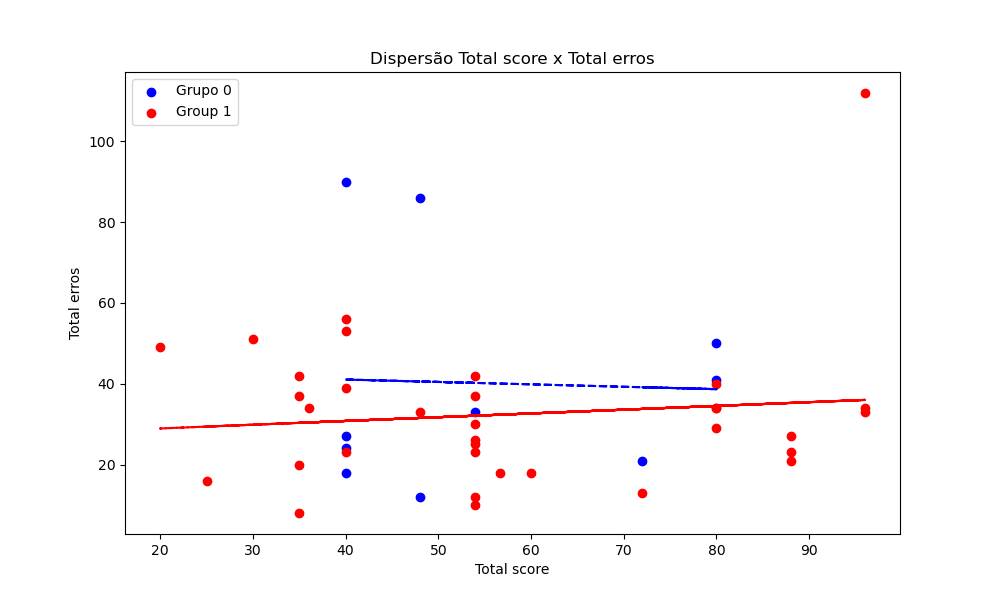 Dispersão Total score x Total erros
Grupo 0
Group 1
100
80
60
40
20
Total erros
20 30 40 50 60 70 80 90
Total score